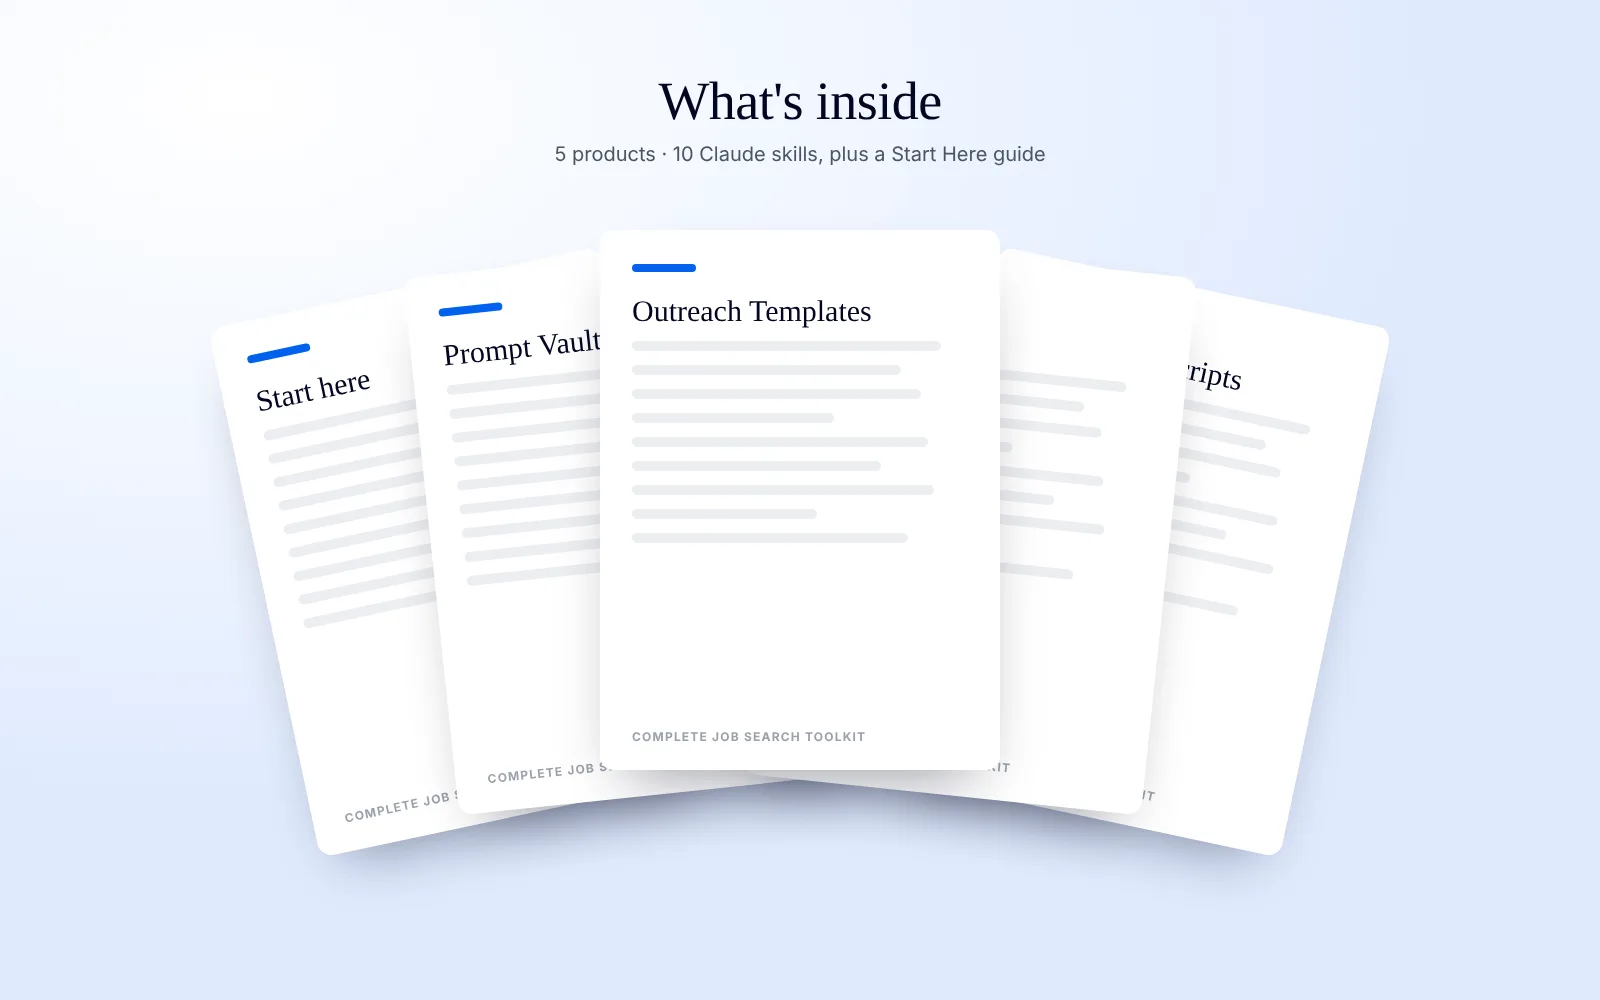 What's inside
5 products · 10 Claude skills, plus a Start Here guide
Start here
Prompt Vault
Outreach Templates
COMPLETE JOB
COMPLETE JOB
COMPLETE JOB SEARCH TOOLKIT